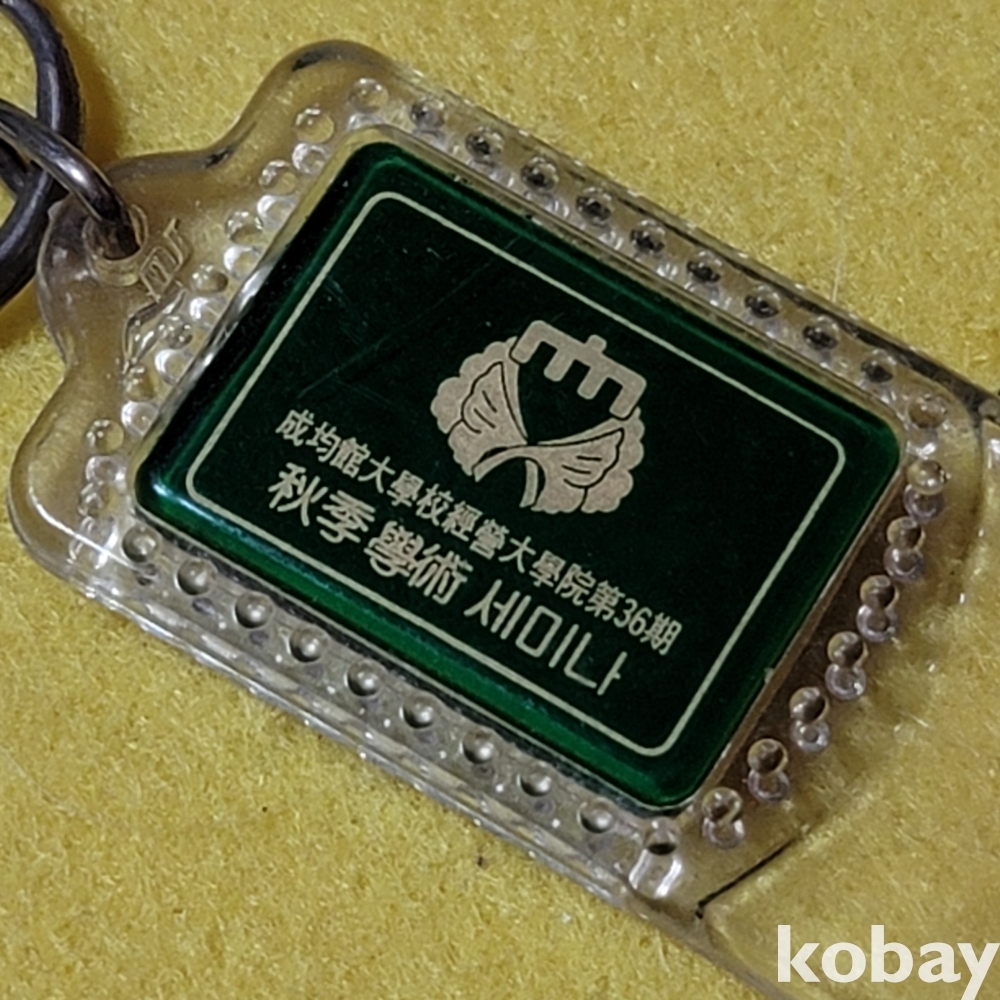 成均館大學校經營大學院第36期
秋季 學術 세미나
kobay